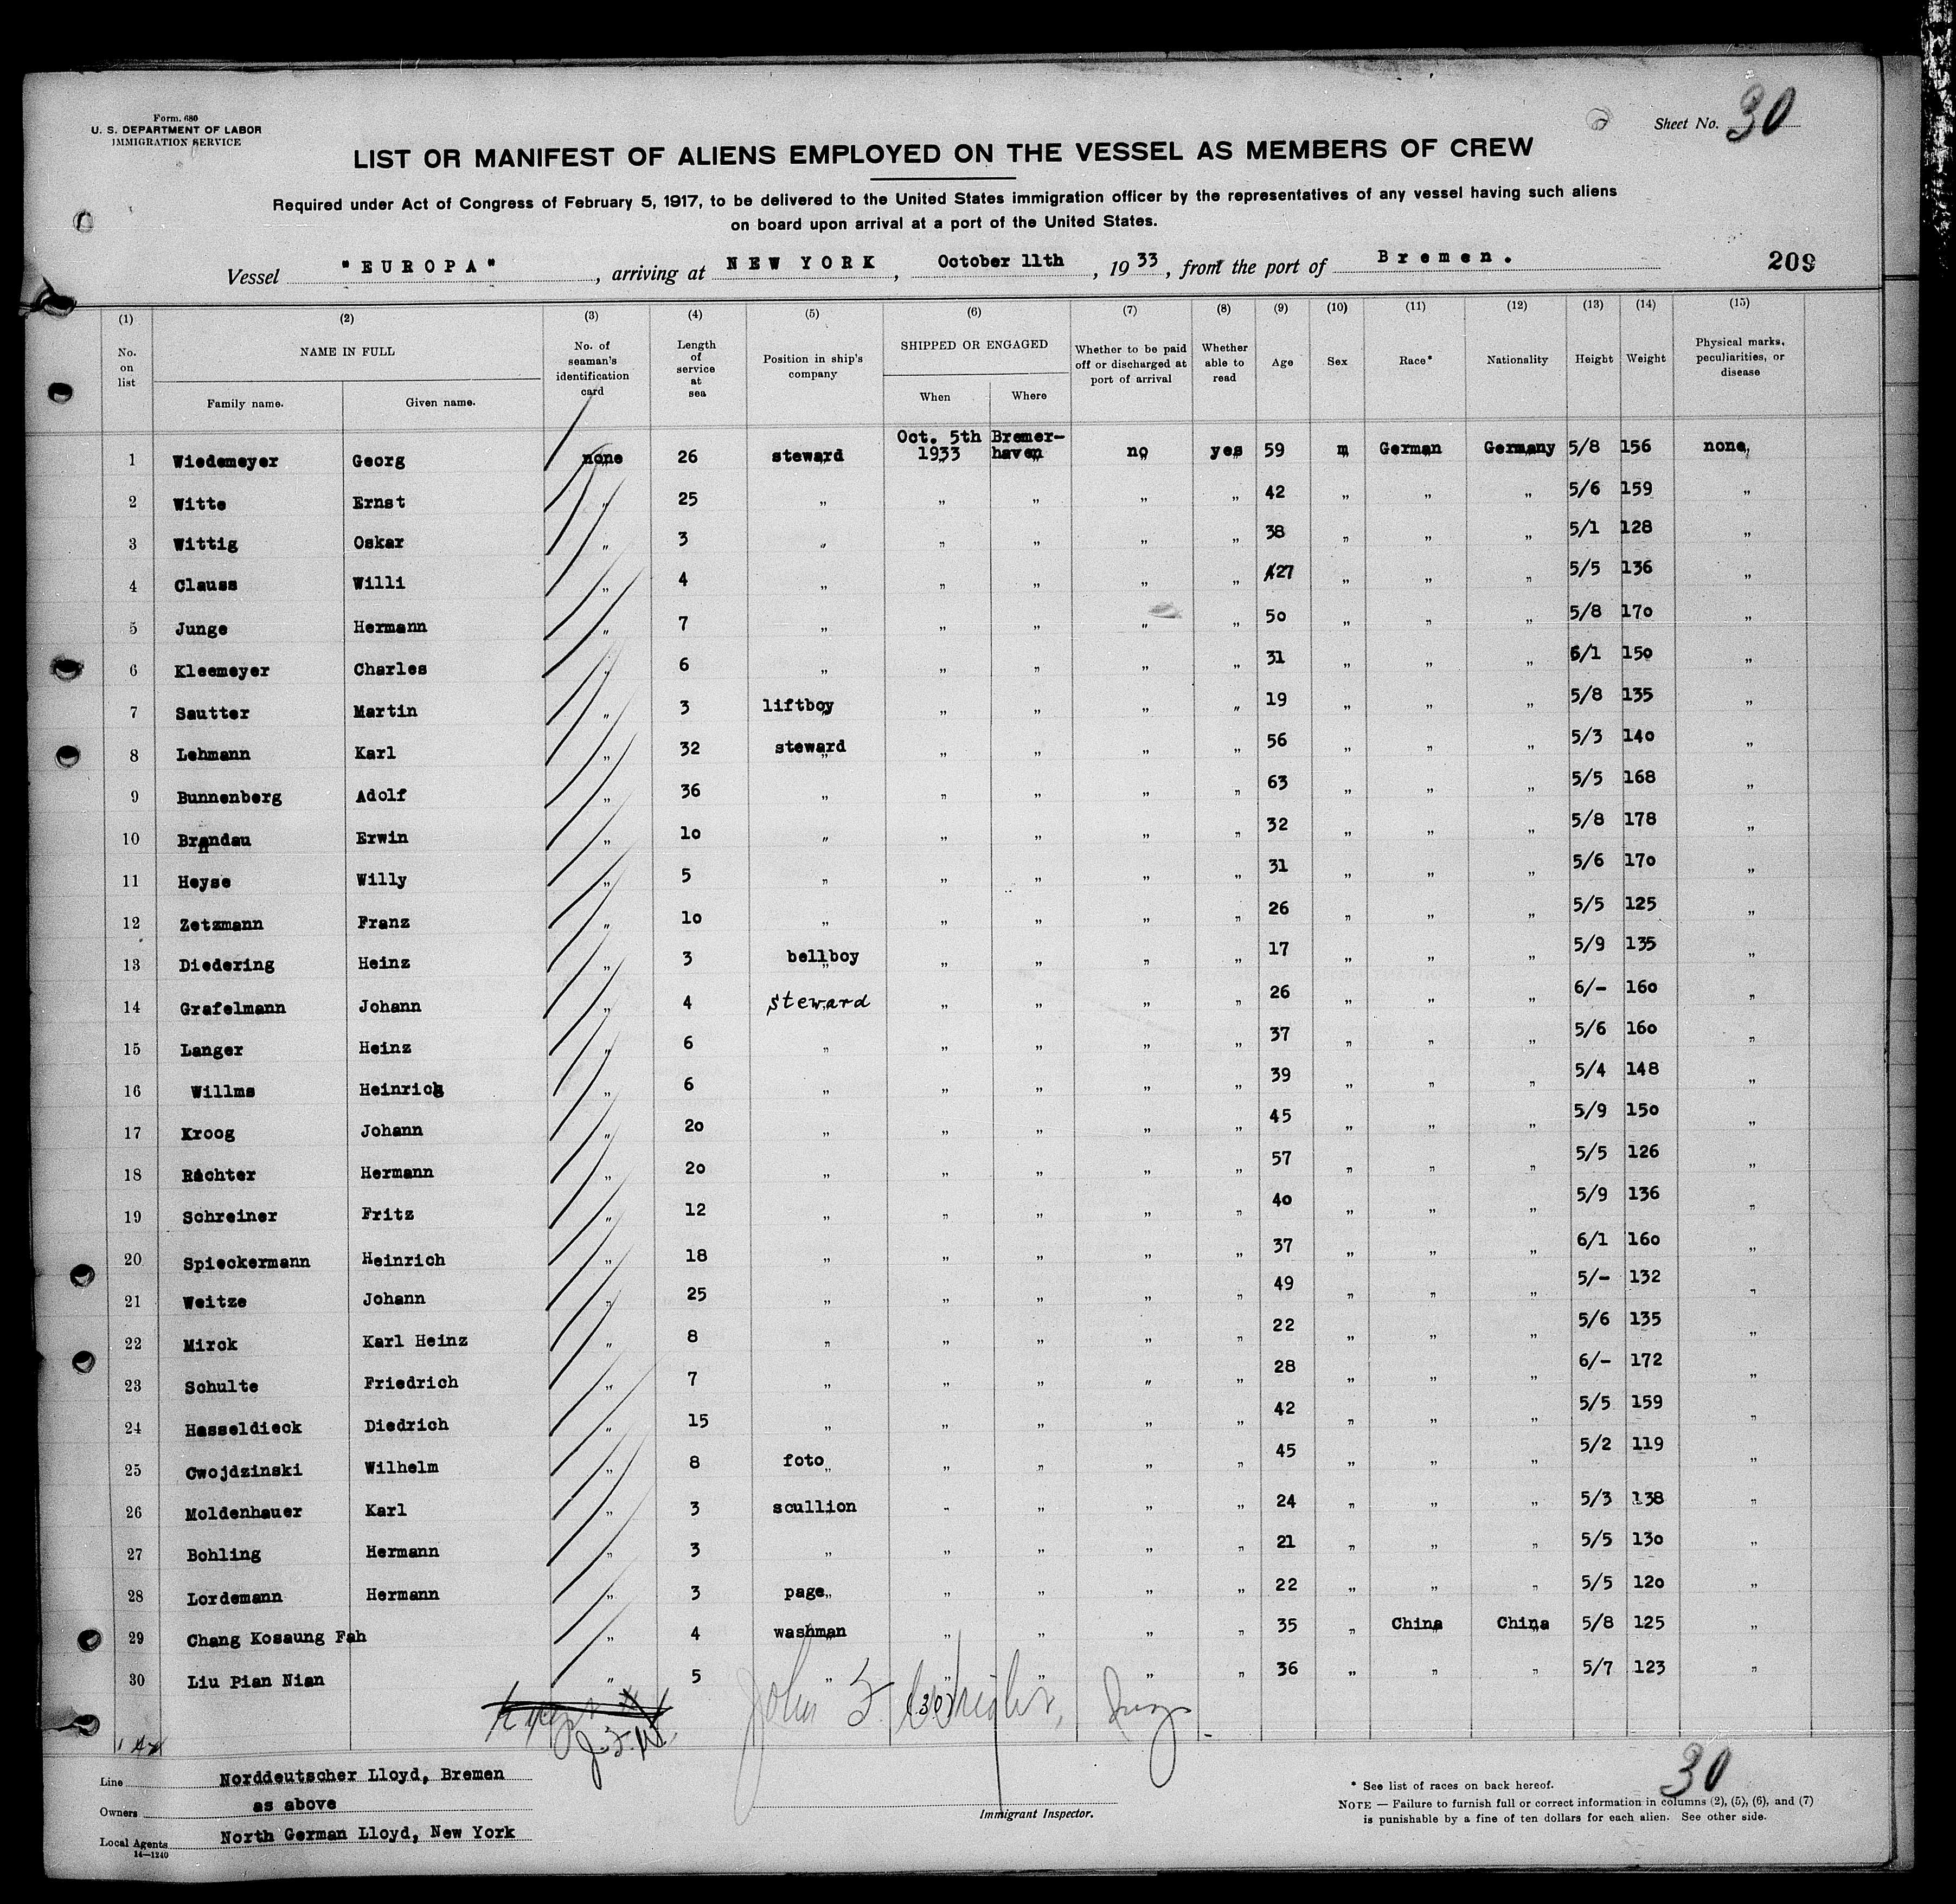 Form. 680
U. S. DEPARTMENT OF LABOR
IMMIGRATION SERVICE
Sheet No. 30
LIST OR MANIFEST OF ALIENS EMPLOYED ON THE VESSEL AS MEMBERS OF CREW
Required under Act of Congress of February 5, 1917, to be delivered to the United States immigration officer by the representatives of any vessel having such aliens
on board upon arrival at a port of the United States.
Vessel "EUROPA", arriving at NEW YORK, October 11th, 1933, from the port of Bremen. 209
(1) (2) (3) (4) (5) (6) (7) (8) (9) (10) (11) (12) (13) (14) (15)
No. on list NAME IN FULL Family name. Given name. No. of seaman's identification card Length of service at sea Position in ship's company SHIPPED OR ENGAGED When Where Whether to be paid off or discharged at port of arrival Whether able to read Age Sex Race* Nationality Height Weight Physical marks, peculiarities, or disease
1 Wiedemeyer Georg none 26 steward Oct. 5th 1933 Bremer-haven no yes 59 m German Germany 5/8 156 none
2 Witte Ernst „ 25 „ „ „ „ „ 42 „ „ „ 5/6 159 „
3 Wittig Oskar „ 3 „ „ „ „ „ 38 „ „ „ 5/1 128 „
4 Clauss Willi „ 4 „ „ „ „ „ 27 „ „ „ 5/5 136 „
5 Junge Hermann „ 7 „ „ „ „ „ 50 „ „ „ 5/8 170 „
6 Kleemeyer Charles „ 6 „ „ „ „ „ 31 „ „ „ 6/1 150 „
7 Sautter Martin „ 3 liftboy „ „ „ „ 19 „ „ „ 5/8 135 „
8 Lehmann Karl „ 32 steward „ „ „ „ 56 „ „ „ 5/3 140 „
9 Bunnenberg Adolf „ 36 „ „ „ „ „ 63 „ „ „ 5/5 168 „
10 Brandau Erwin „ 10 „ „ „ „ „ 32 „ „ „ 5/8 178 „
11 Heyse Willy „ 5 „ „ „ „ „ 31 „ „ „ 5/6 170 „
12 Zetzmann Franz „ 10 „ „ „ „ „ 26 „ „ „ 5/5 125 „
13 Diedering Heinz „ 3 bellboy „ „ „ „ 17 „ „ „ 5/9 135 „
14 Grafelmann Johann „ 4 steward „ „ „ „ 26 „ „ „ 6/- 160 „
15 Langer Heinz „ 6 „ „ „ „ „ 37 „ „ „ 5/6 160 „
16 Willms Heinrich „ 6 „ „ „ „ „ 39 „ „ „ 5/4 148 „
17 Kroog Johann „ 20 „ „ „ „ „ 45 „ „ „ 5/9 150 „
18 Richter Hermann „ 20 „ „ „ „ „ 57 „ „ „ 5/5 126 „
19 Schreiner Fritz „ 12 „ „ „ „ „ 40 „ „ „ 5/9 136 „
20 Spieckermann Heinrich „ 18 „ „ „ „ „ 37 „ „ „ 6/1 160 „
21 Weitze Johann „ 25 „ „ „ „ „ 49 „ „ „ 5/- 132 „
22 Mirck Karl Heinz „ 8 „ „ „ „ „ 22 „ „ „ 5/6 135 „
23 Schulte Friedrich „ 7 „ „ „ „ „ 28 „ „ „ 6/- 172 „
24 Hasseldieck Diedrich „ 15 „ „ „ „ „ 42 „ „ „ 5/5 159 „
25 Cwojdzinski Wilhelm „ 8 foto „ „ „ „ 45 „ „ „ 5/2 119 „
26 Moldenhauer Karl „ 3 scullion „ „ „ „ 24 „ „ „ 5/3 138 „
27 Bohling Hermann „ 3 „ „ „ „ „ 21 „ „ „ 5/5 130 „
28 Lordemann Hermann „ 3 page „ „ „ „ 22 „ „ „ 5/5 120 „
29 Chang Kosaung Fah „ 4 washman „ „ „ „ 35 „ China China 5/8 125 „
30 Liu Pian Nian „ 5 „ „ „ „ „ 36 „ „ „ 5/7 123 „
John F. Wright, Insp.
(30)
Line Norddeutscher Lloyd, Bremen
Owners as above
Local Agents North German Lloyd, New York
14—1240
Immigrant Inspector.
30
* See list of races on back hereof.
NOTE — Failure to furnish full or correct information in columns (2), (5), (6), and (7)
is punishable by a fine of ten dollars for each alien. See other side.